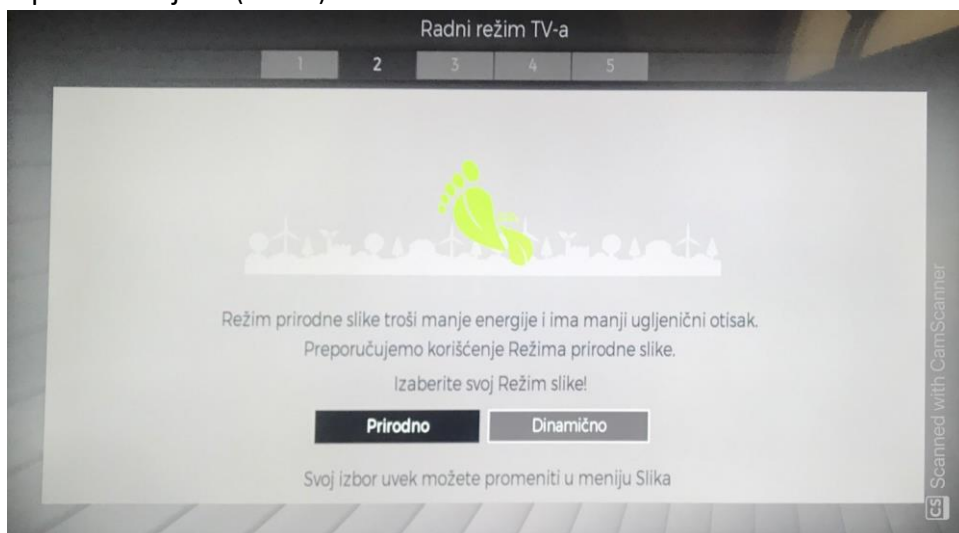 Radni režim TV-a
1 2 3 4 5
Režim prirodne slike troši manje energije i ima manji ugljenični otisak.
Preporučujemo korišćenje Režima prirodne slike.
Izaberite svoj Režim slike!
Prirodno Dinamično
Svoj izbor uvek možete promeniti u meniju Slika
CS Scanned with CamScanner